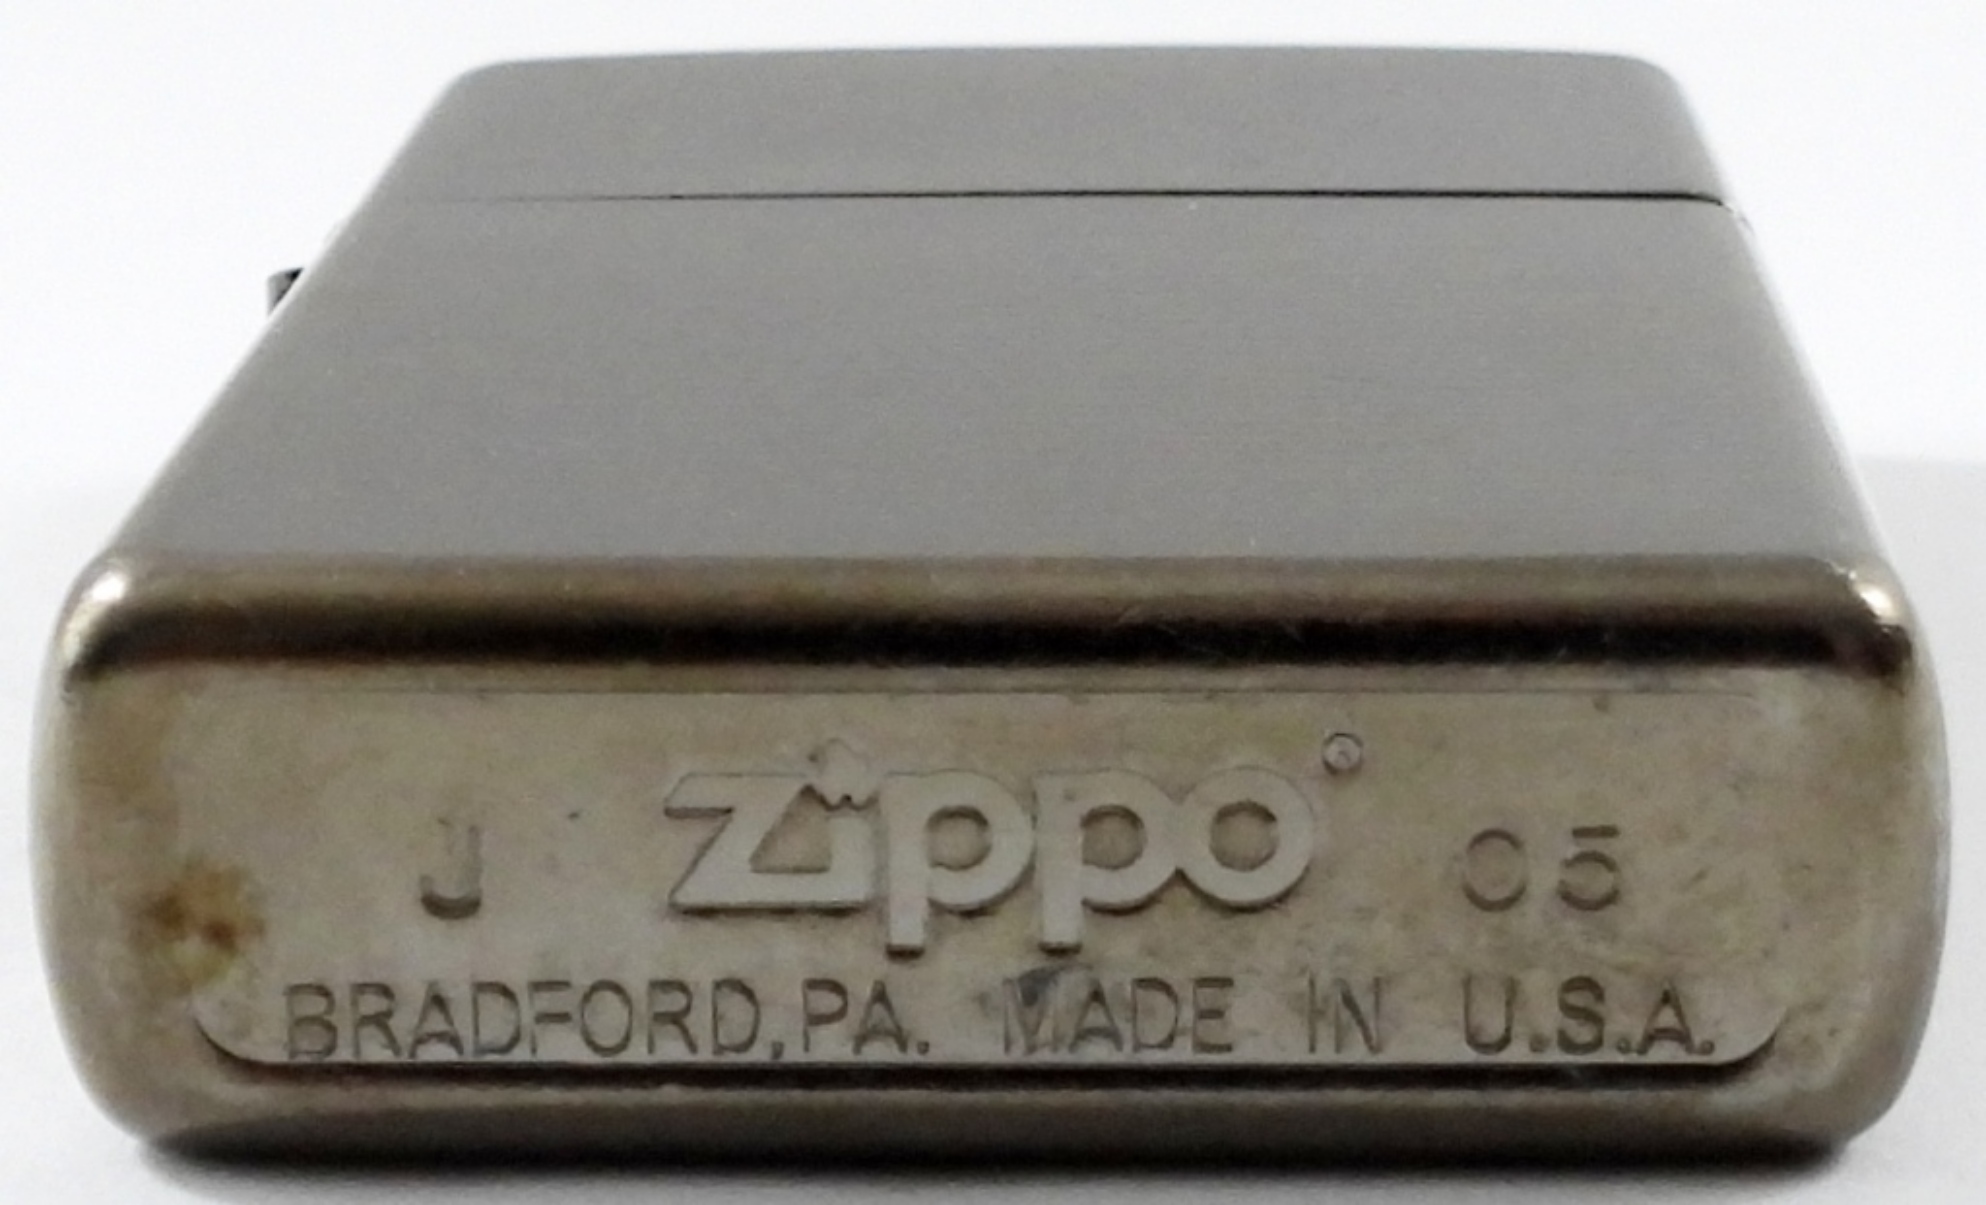 J zippo® 05
BRADFORD,PA. MADE IN U.S.A.